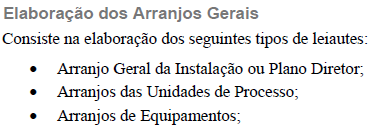 Elaboração dos Arranjos Gerais
Consiste na elaboração dos seguintes tipos de leiautes:
• Arranjo Geral da Instalação ou Plano Diretor;
• Arranjos das Unidades de Processo;
• Arranjos de Equipamentos;